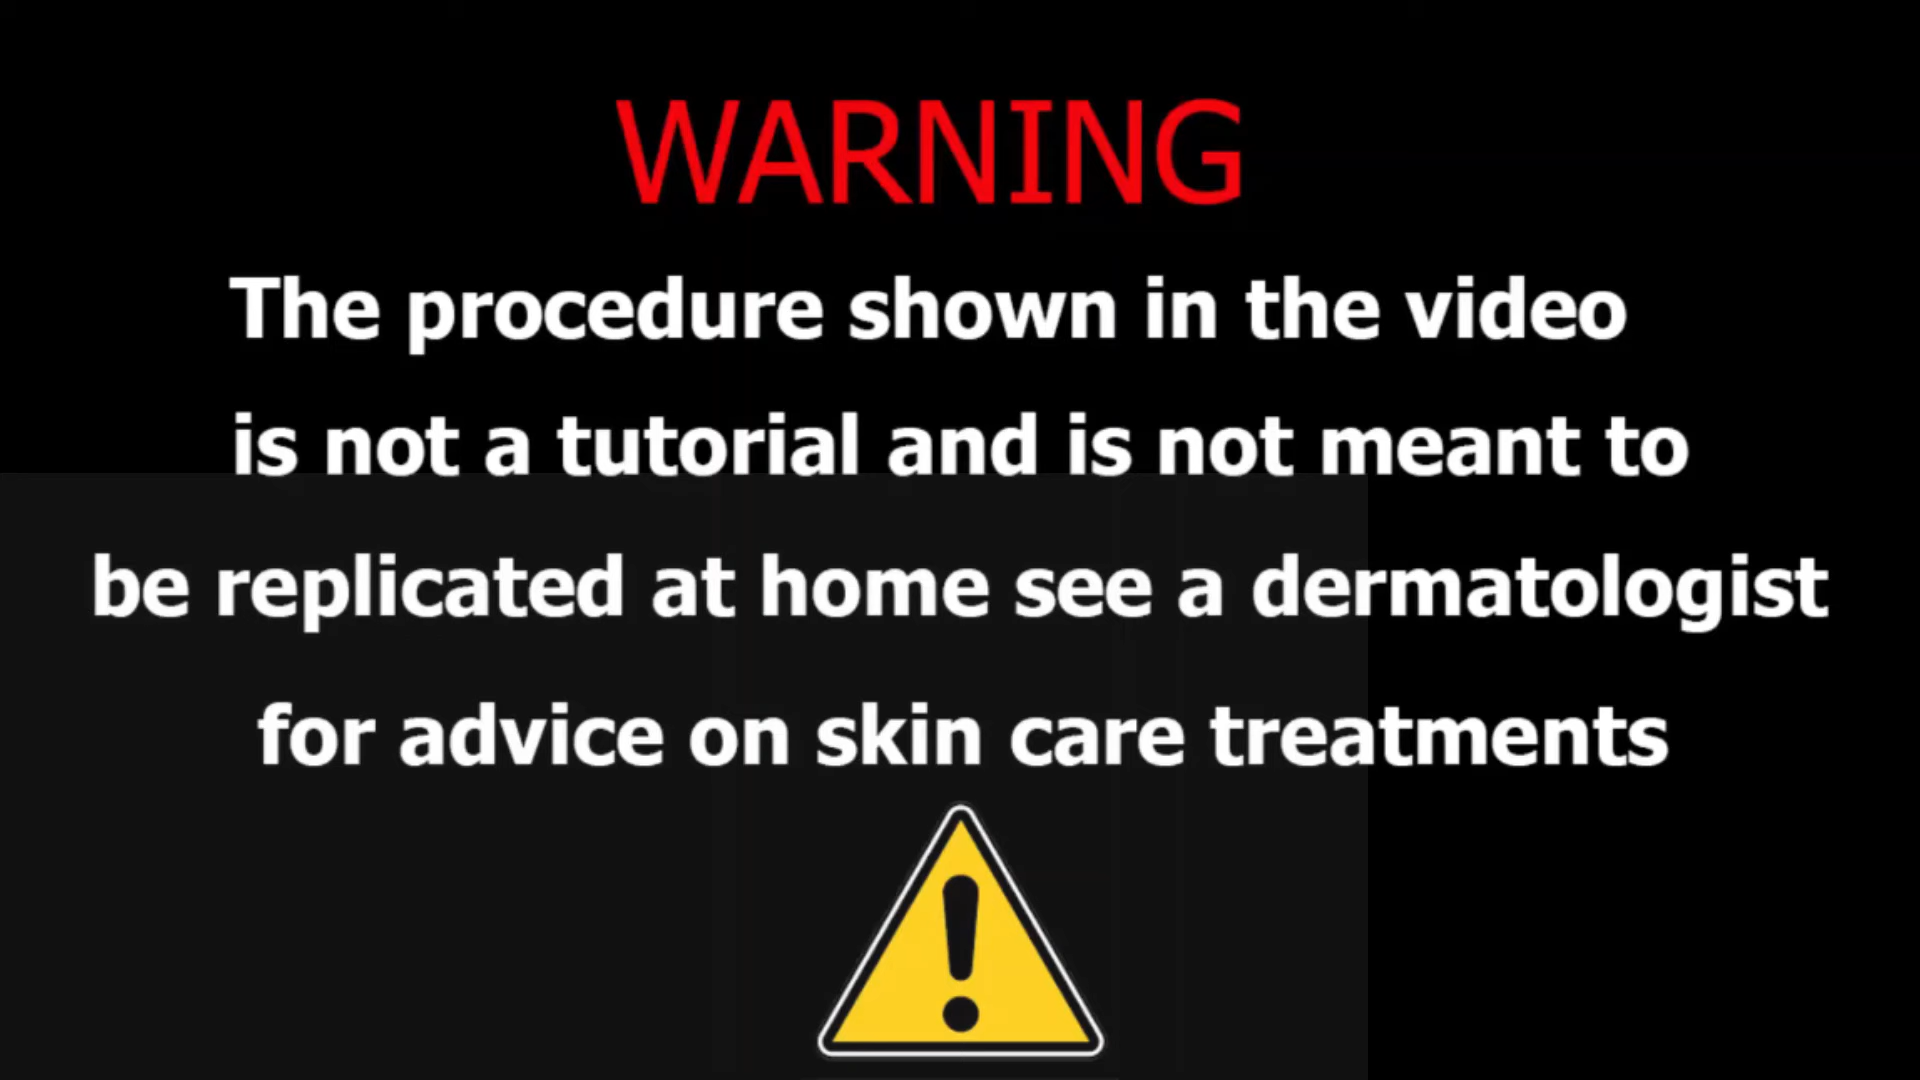 WARNING
The procedure shown in the video
is not a tutorial and is not meant to
be replicated at home see a dermatologist
for advice on skin care treatments